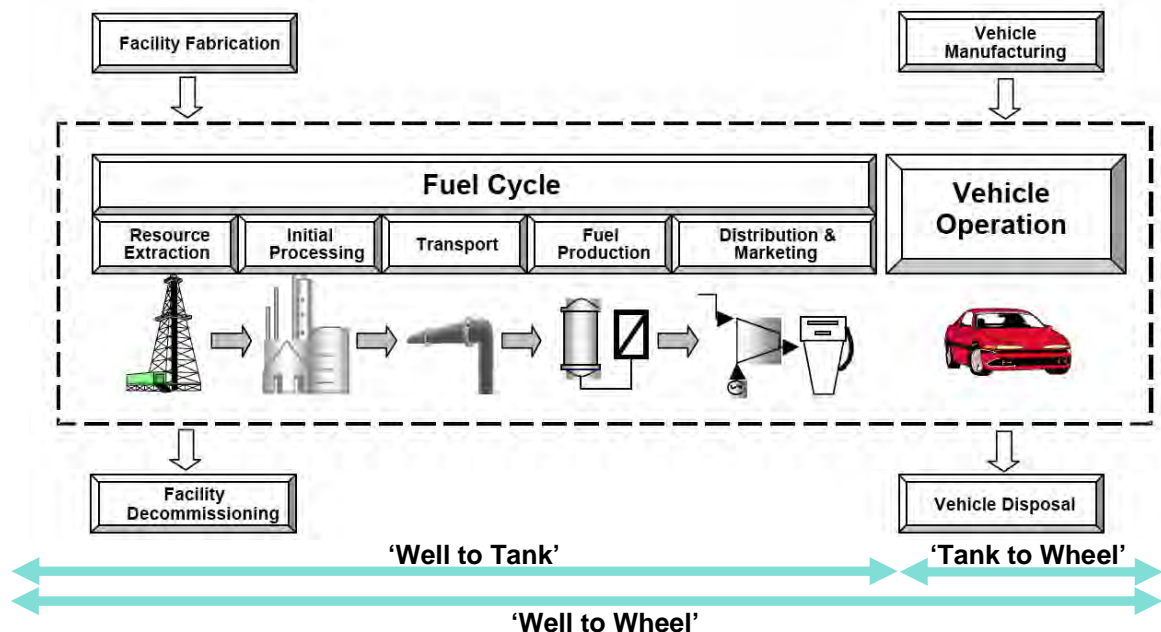 Facility Fabrication
Vehicle
Manufacturing
Fuel Cycle
Vehicle
Operation
Resource
Extraction
Initial
Processing
Transport
Fuel
Production
Distribution &
Marketing
Facility
Decommissioning
Vehicle Disposal
‘Well to Tank’
‘Tank to Wheel’
‘Well to Wheel’